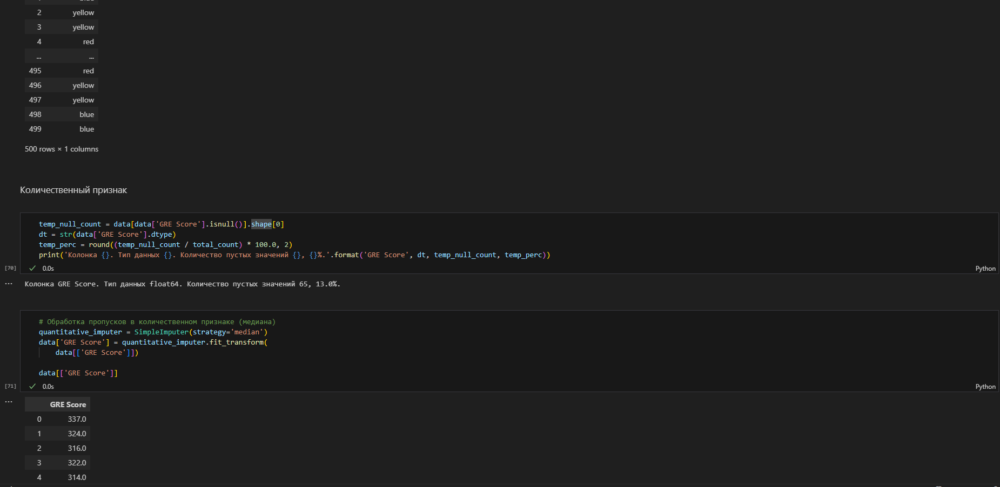 2 yellow
3 yellow
4 red
... ...
495 red
496 yellow
497 yellow
498 blue
499 blue
500 rows × 1 columns
Количественный признак
temp_null_count = data[data['GRE Score'].isnull()].shape[0]
dt = str(data['GRE Score'].dtype)
temp_perc = round((temp_null_count / total_count) * 100.0, 2)
print('Колонка {}. Тип данных {}. Количество пустых значений {}, {}%.'.format('GRE Score', dt, temp_null_count, temp_perc))
[70] 0.0s Python
... Колонка GRE Score. Тип данных float64. Количество пустых значений 65, 13.0%.
# Обработка пропусков в количественном признаке (медиана)
quantitative_imputer = SimpleImputer(strategy='median')
data['GRE Score'] = quantitative_imputer.fit_transform(
    data[['GRE Score']])
data[['GRE Score']]
[71] 0.0s Python
...
GRE Score
0 337.0
1 324.0
2 316.0
3 322.0
4 314.0